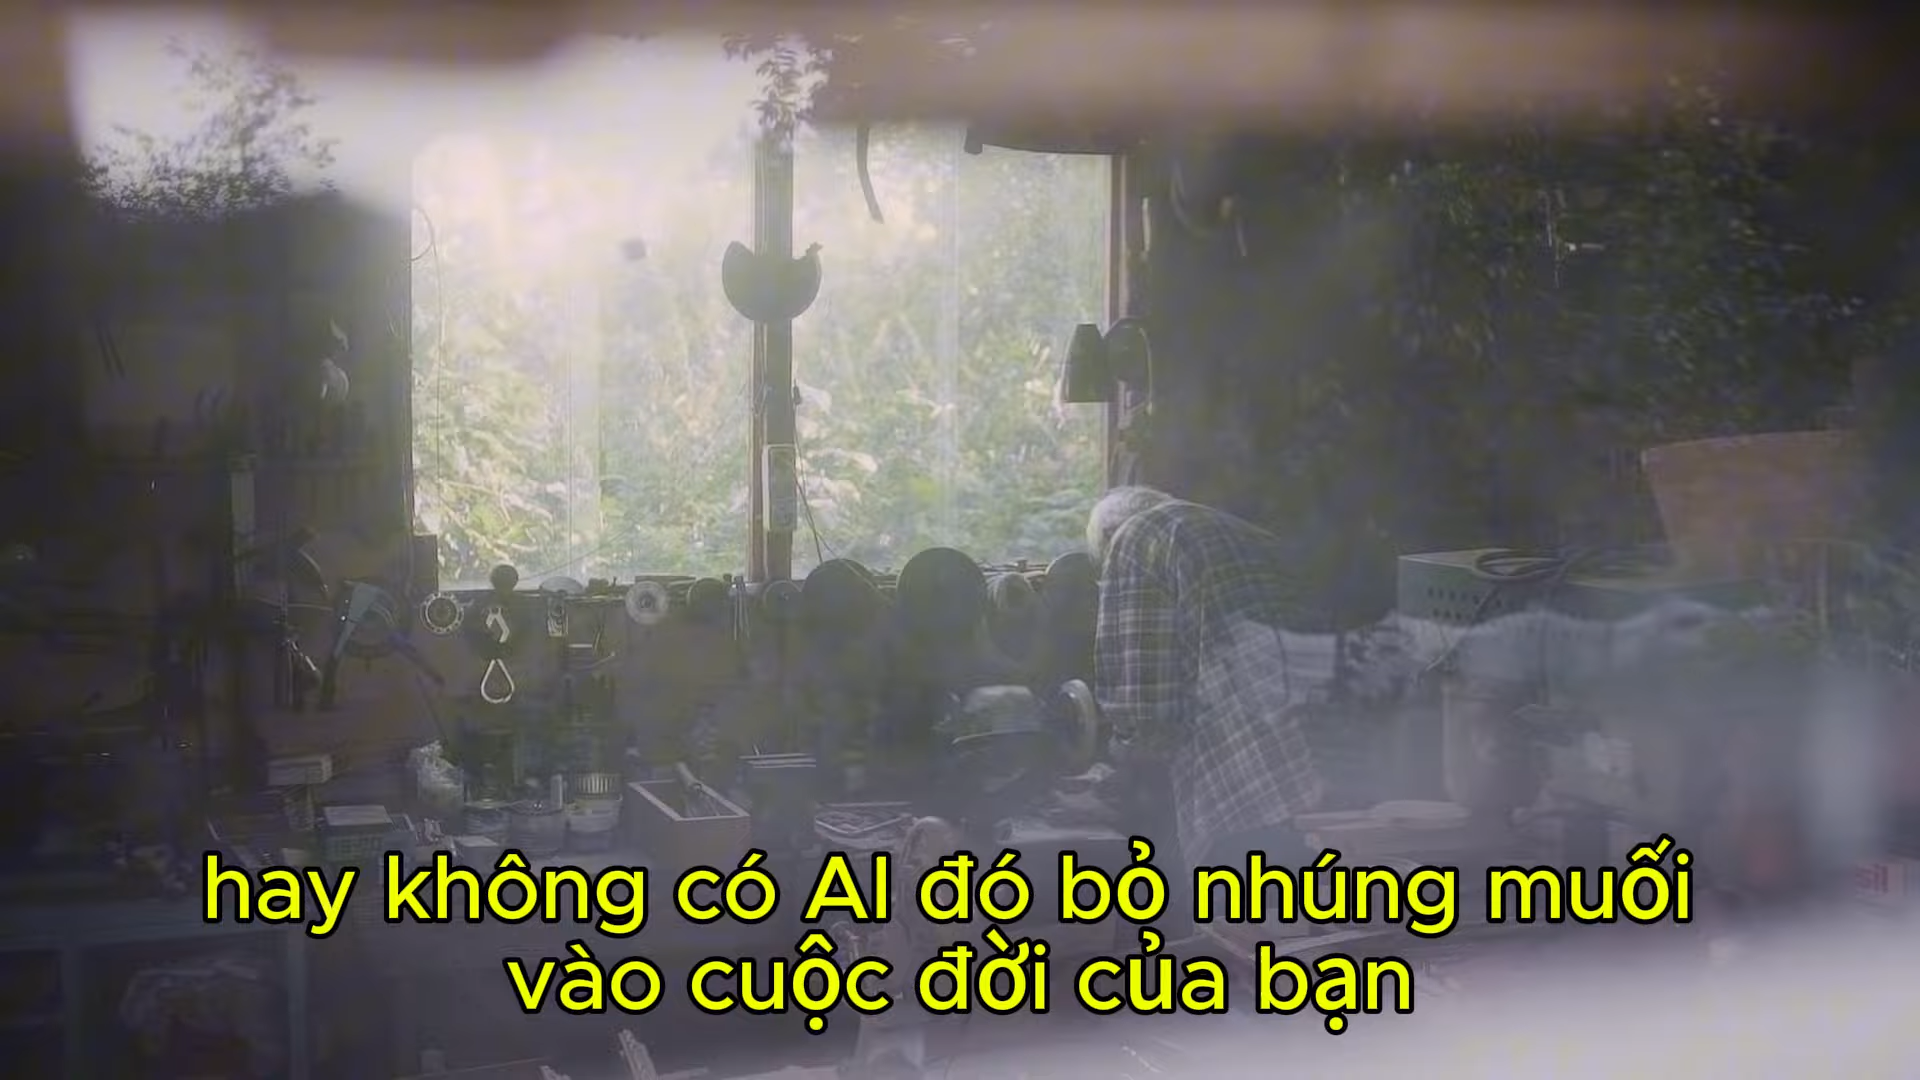 hay không có AI đó bỏ nhúng muối
vào cuộc đời của bạn